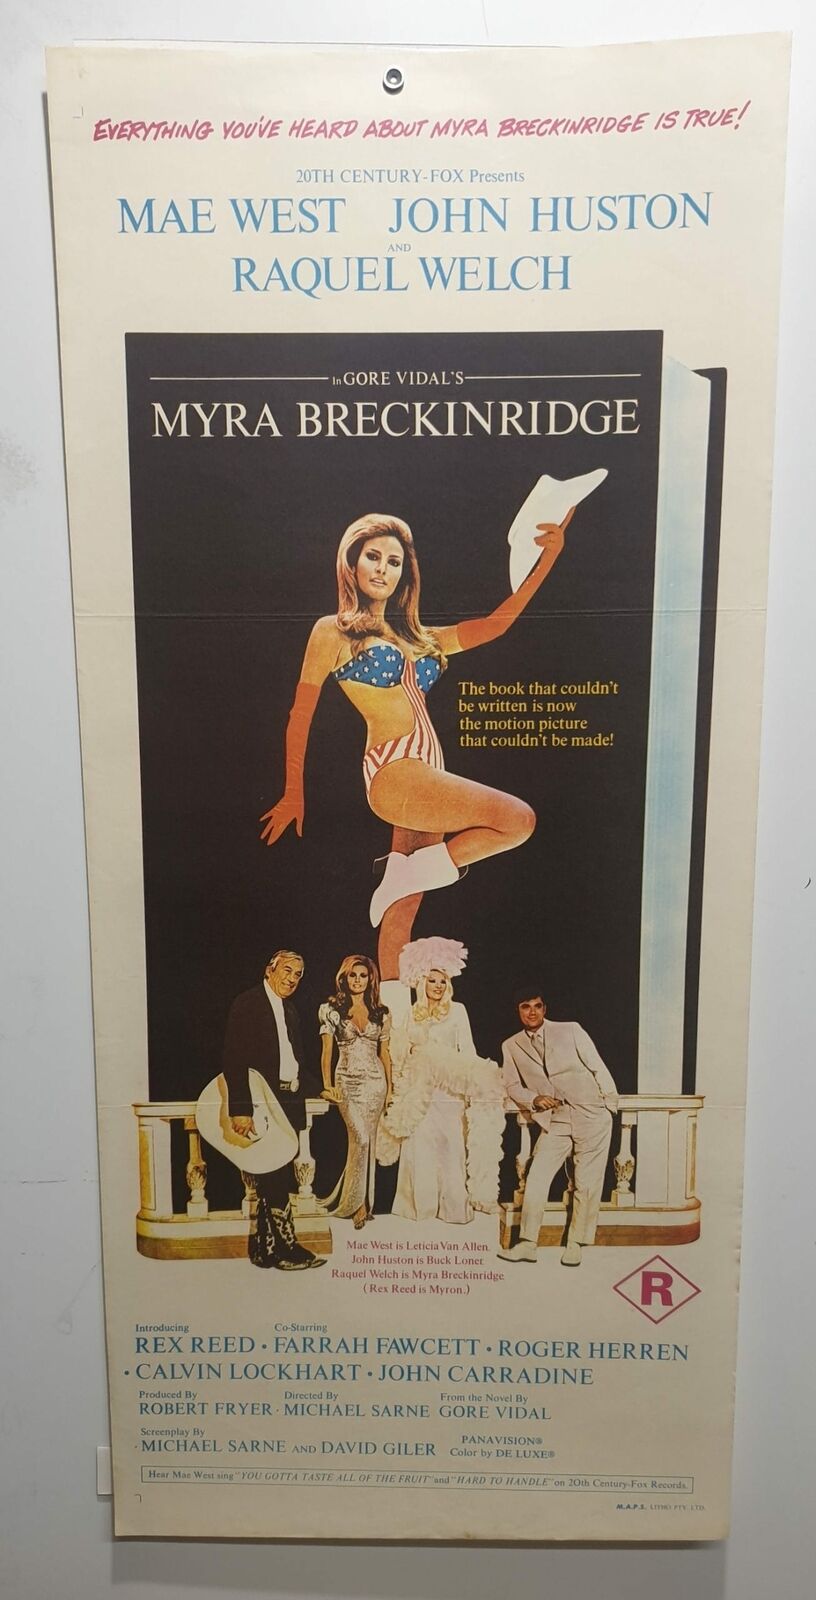 EVERYTHING YOU'VE HEARD ABOUT MYRA BRECKINRIDGE IS TRUE!
20TH CENTURY-FOX Presents
MAE WEST JOHN HUSTON
AND
RAQUEL WELCH
In GORE VIDAL'S
MYRA BRECKINRIDGE
The book that couldn't
be written is now
the motion picture
that couldn't be made!
Mae West is Leticia Van Allen.
John Huston is Buck Loner.
Raquel Welch is Myra Breckinridge
(Rex Reed is Myron.)
R
Introducing Co-Starring
REX REED • FARRAH FAWCETT • ROGER HERREN
• CALVIN LOCKHART • JOHN CARRADINE
Produced By Directed By From the Novel By
ROBERT FRYER • MICHAEL SARNE GORE VIDAL
Screenplay By
• MICHAEL SARNE AND DAVID GILER
PANAVISION®
Color by DE LUXE®
Hear Mae West sing "YOU GOTTA TASTE ALL OF THE FRUIT" and "HARD TO HANDLE" on 20th Century-Fox Records.
M.A.P.S. LITHO PTY. LTD.